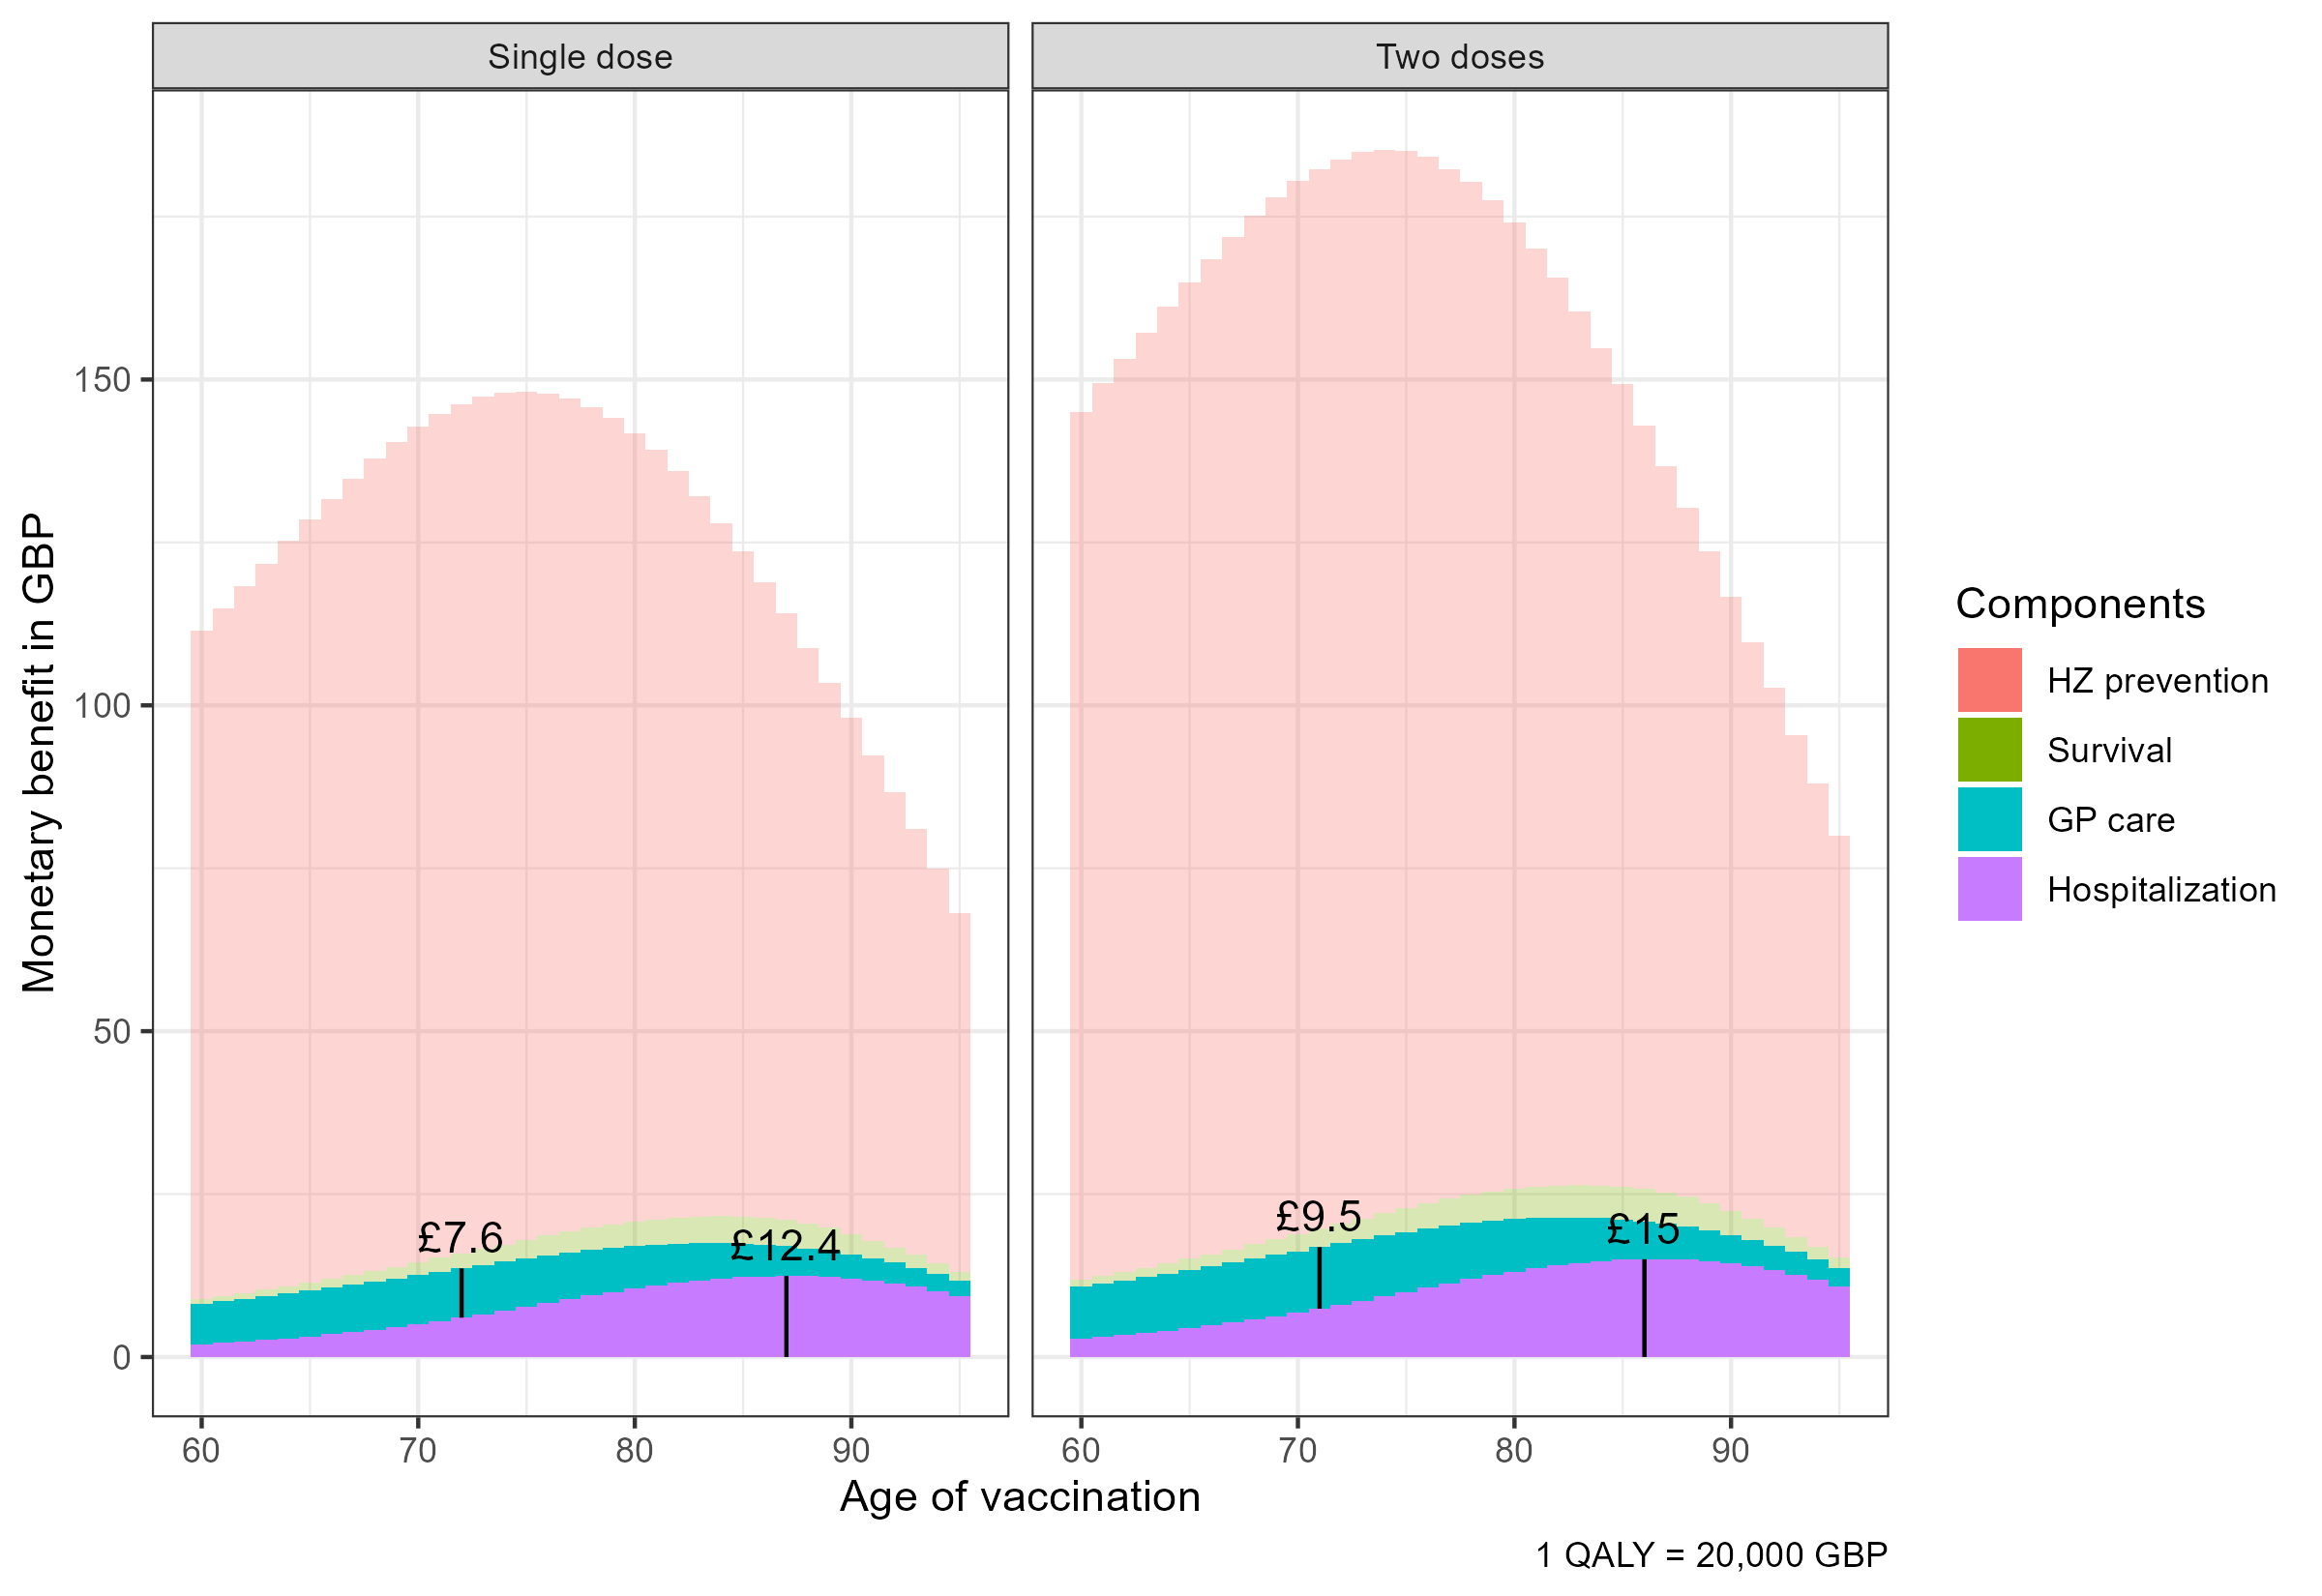 Single dose
Two doses
Monetary benefit in GBP
150
100
50
0
£7.6
£12.4
£9.5
£15
60
70
80
90
60
70
80
90
Age of vaccination
Components
HZ prevention
Survival
GP care
Hospitalization
1 QALY = 20,000 GBP